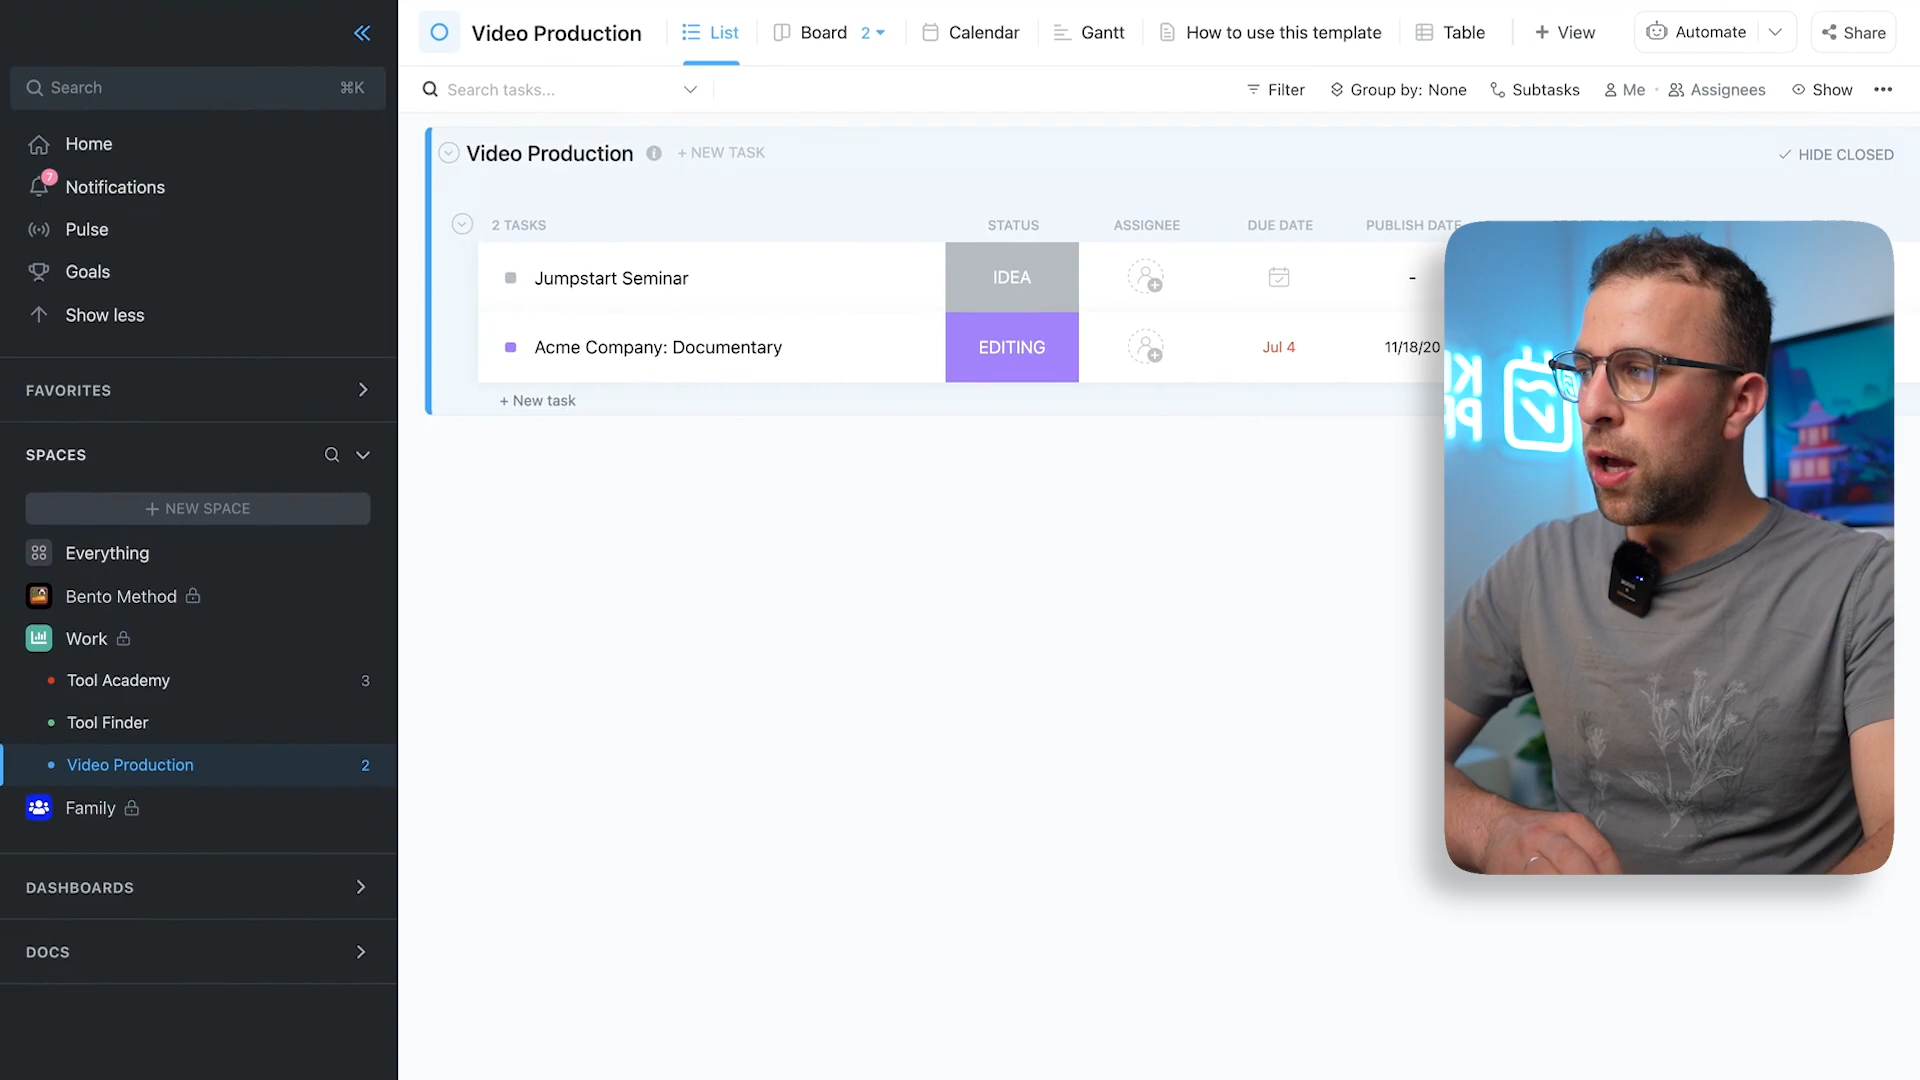 Search ⌘K
Home
7
Notifications
Pulse
Goals
Show less
FAVORITES
SPACES
+ NEW SPACE
Everything
Bento Method
Work
Tool Academy 3
Tool Finder
Video Production 2
Family
DASHBOARDS
DOCS
Video Production
List
Board 2
Calendar
Gantt
How to use this template
Table
+ View
Automate
Share
Search tasks...
Filter
Group by: None
Subtasks
Me
Assignees
Show
Video Production
+ NEW TASK
HIDE CLOSED
2 TASKS STATUS ASSIGNEE DUE DATE PUBLISH DATE
Jumpstart Seminar IDEA -
Acme Company: Documentary EDITING Jul 4 11/18/20
+ New task